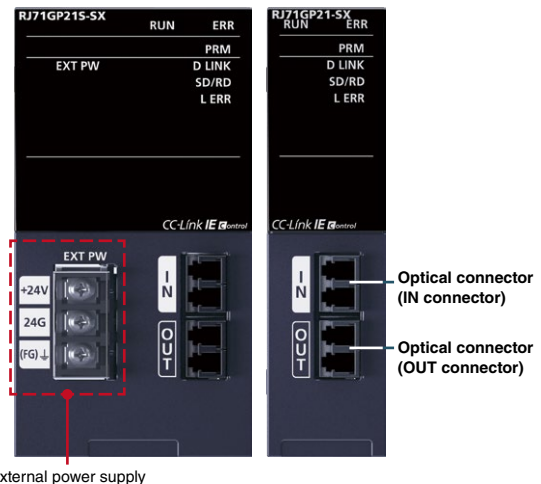 RJ71GP21S-SX
RUN ERR
PRM
EXT PW D LINK
SD/RD
L ERR
CC-Link IE Control
EXT PW
+24V
24G
(FG)
IN
OUT
RJ71GP21-SX
RUN ERR
PRM
D LINK
SD/RD
L ERR
CC-Link IE Control
IN
OUT
Optical connector
(IN connector)
Optical connector
(OUT connector)
xternal power supply